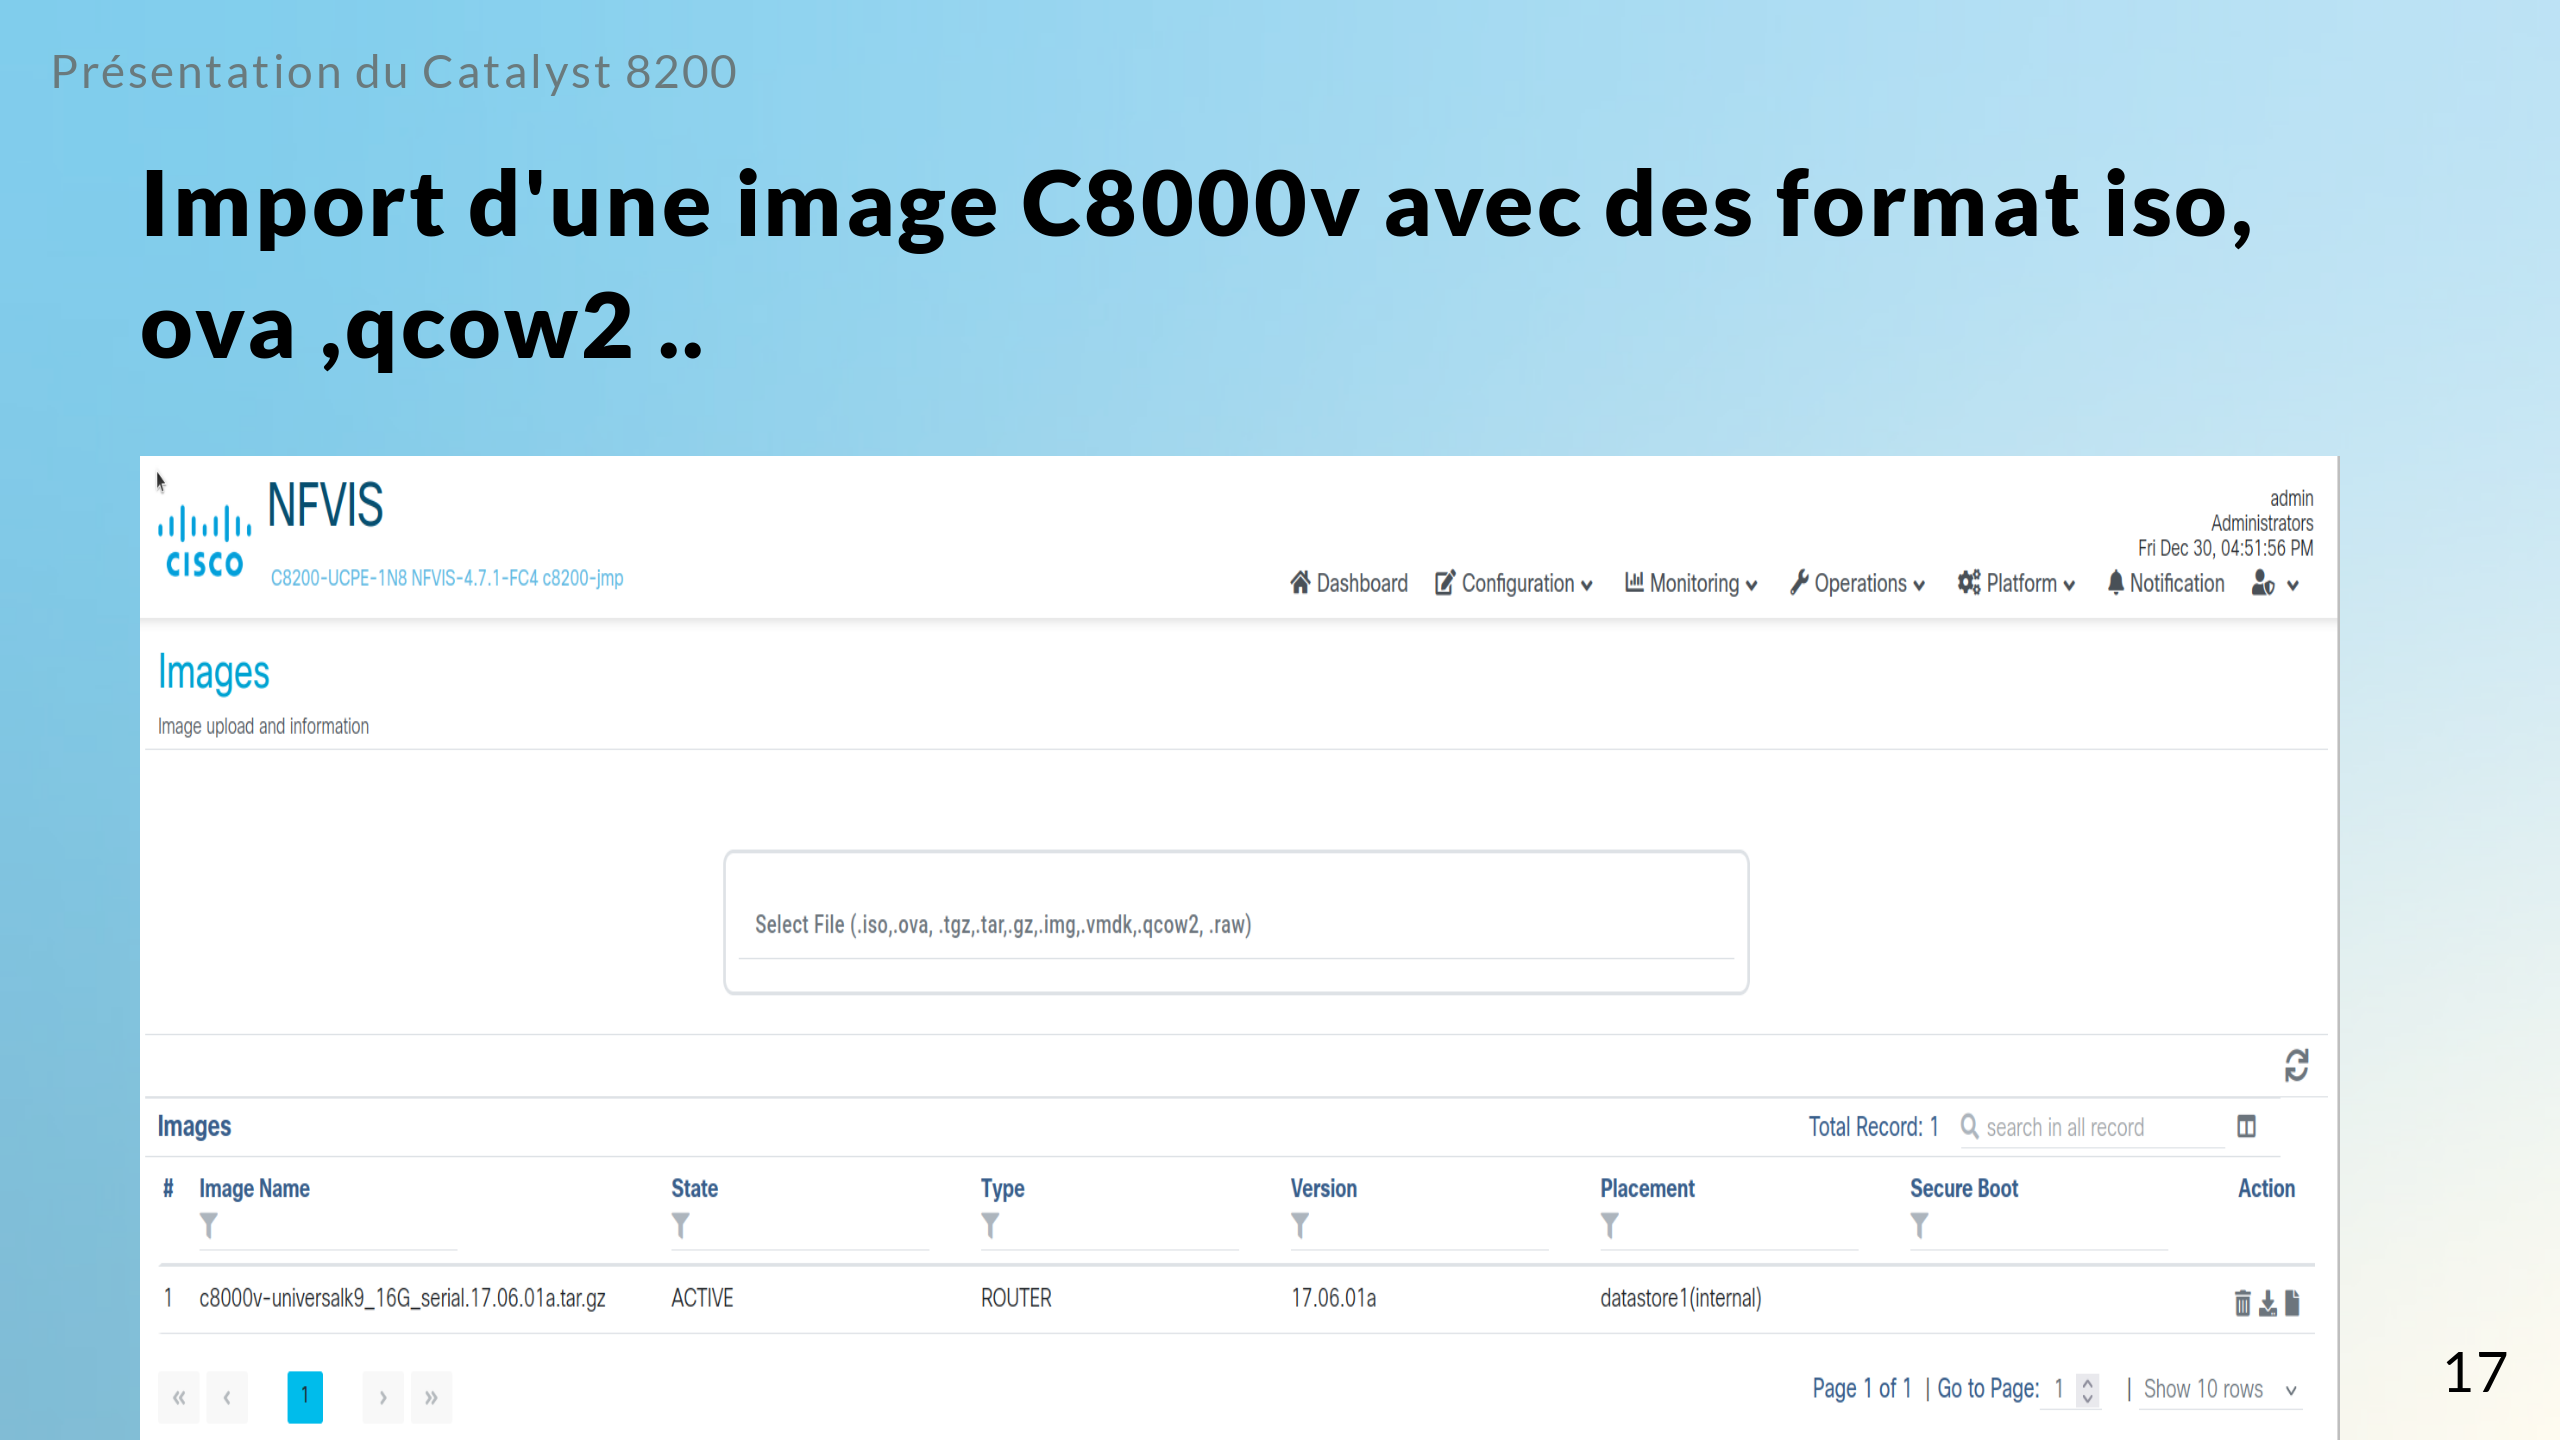 Présentation du Catalyst 8200
Import d'une image C8000v avec des format iso,
ova ,qcow2 ..
CISCO
NFVIS
C8200-UCPE-1N8 NFVIS-4.7.1-FC4 c8200-jmp
admin
Administrators
Fri Dec 30, 04:51:56 PM
Dashboard Configuration Monitoring Operations Platform Notification
Images
Image upload and information
Select File (.iso,.ova, .tgz,.tar,.gz,.img,.vmdk,.qcow2, .raw)
Images Total Record: 1 search in all record
# Image Name State Type Version Placement Secure Boot Action
1 c8000v-universalk9_16G_serial.17.06.01a.tar.gz ACTIVE ROUTER 17.06.01a datastore1(internal)
« ‹ 1 › » Page 1 of 1 | Go to Page: 1 | Show 10 rows
17